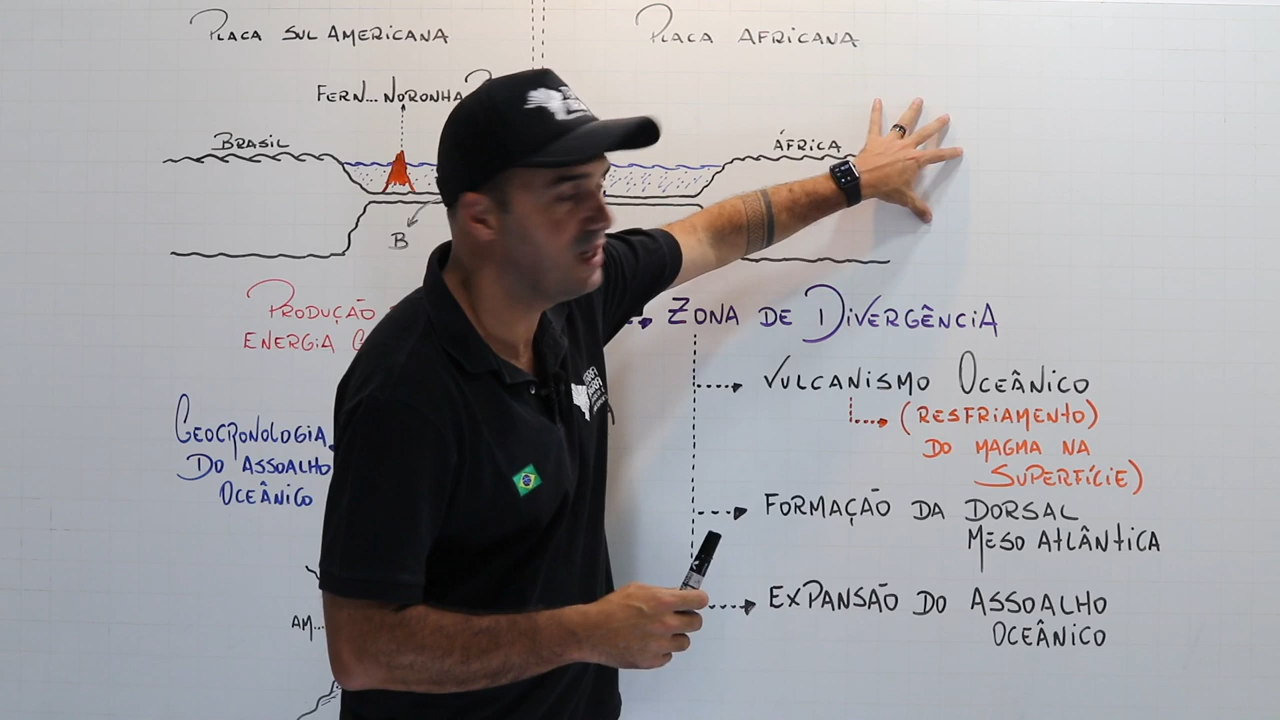 PLACA SUL AMERICANA
PLACA AFRICANA
FERN... NORONHA
BRASIL
ÁFRICA
B
PRODUÇÃO
ENERGIA
ZONA DE DIVERGÊNCIA
VULCANISMO OCEÂNICO
(RESFRIAMENTO)
DO MAGMA NA
SUPERFÍCIE)
GEOCRONOLOGIA
DO ASSOALHO
OCEÂNICO
FORMAÇÃO DA DORSAL
MESO ATLÂNTICA
EXPANSÃO DO ASSOALHO
OCEÂNICO
AM...